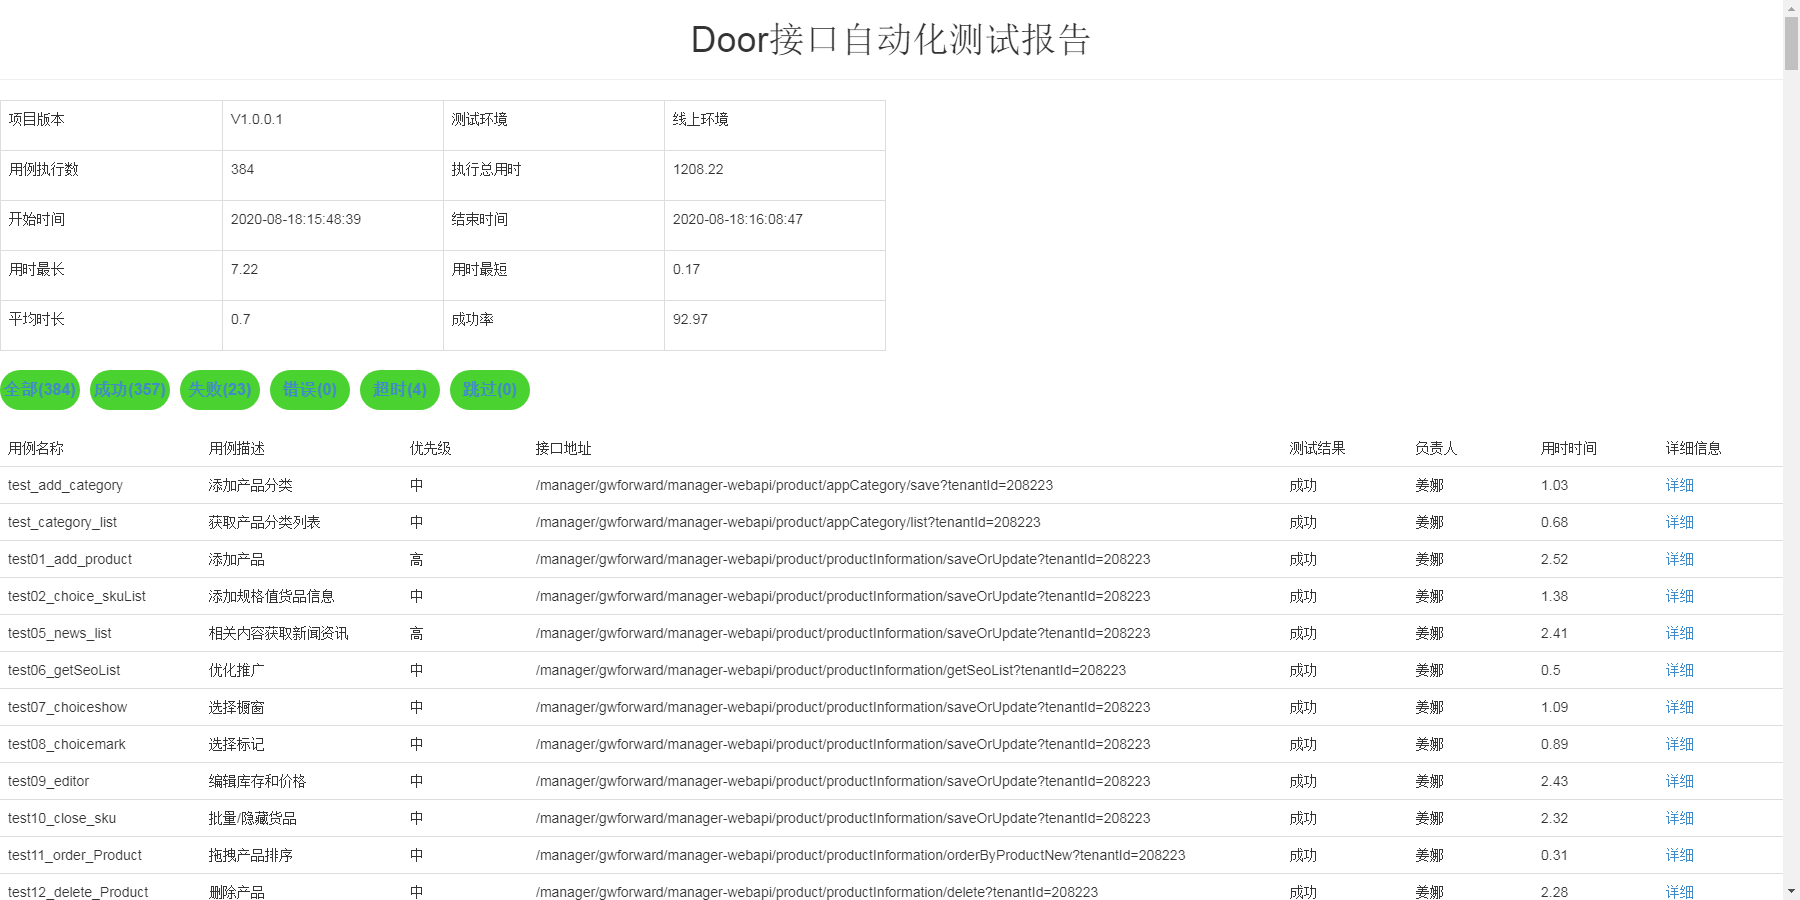 Door接口自动化测试报告
项目版本 V1.0.0.1 测试环境 线上环境
用例执行数 384 执行总用时 1208.22
开始时间 2020-08-18:15:48:39 结束时间 2020-08-18:16:08:47
用时最长 7.22 用时最短 0.17
平均时长 0.7 成功率 92.97
全部(384) 成功(357) 失败(23) 错误(0) 超时(4) 跳过(0)
用例名称 用例描述 优先级 接口地址 测试结果 负责人 用时时间 详细信息
test_add_category 添加产品分类 中 /manager/gwforward/manager-webapi/product/appCategory/save?tenantId=208223 成功 姜娜 1.03 详细
test_category_list 获取产品分类列表 中 /manager/gwforward/manager-webapi/product/appCategory/list?tenantId=208223 成功 姜娜 0.68 详细
test01_add_product 添加产品 高 /manager/gwforward/manager-webapi/product/productInformation/saveOrUpdate?tenantId=208223 成功 姜娜 2.52 详细
test02_choice_skuList 添加规格值货品信息 中 /manager/gwforward/manager-webapi/product/productInformation/saveOrUpdate?tenantId=208223 成功 姜娜 1.38 详细
test05_news_list 相关内容获取新闻资讯 高 /manager/gwforward/manager-webapi/product/productInformation/saveOrUpdate?tenantId=208223 成功 姜娜 2.41 详细
test06_getSeoList 优化推广 中 /manager/gwforward/manager-webapi/product/productInformation/getSeoList?tenantId=208223 成功 姜娜 0.5 详细
test07_choiceshow 选择橱窗 中 /manager/gwforward/manager-webapi/product/productInformation/saveOrUpdate?tenantId=208223 成功 姜娜 1.09 详细
test08_choicemark 选择标记 中 /manager/gwforward/manager-webapi/product/productInformation/saveOrUpdate?tenantId=208223 成功 姜娜 0.89 详细
test09_editor 编辑库存和价格 中 /manager/gwforward/manager-webapi/product/productInformation/saveOrUpdate?tenantId=208223 成功 姜娜 2.43 详细
test10_close_sku 批量/隐藏货品 中 /manager/gwforward/manager-webapi/product/productInformation/saveOrUpdate?tenantId=208223 成功 姜娜 2.32 详细
test11_order_Product 拖拽产品排序 中 /manager/gwforward/manager-webapi/product/productInformation/orderByProductNew?tenantId=208223 成功 姜娜 0.31 详细
test12_delete_Product 删除产品 中 /manager/gwforward/manager-webapi/product/productInformation/delete?tenantId=208223 成功 姜娜 2.28 详细